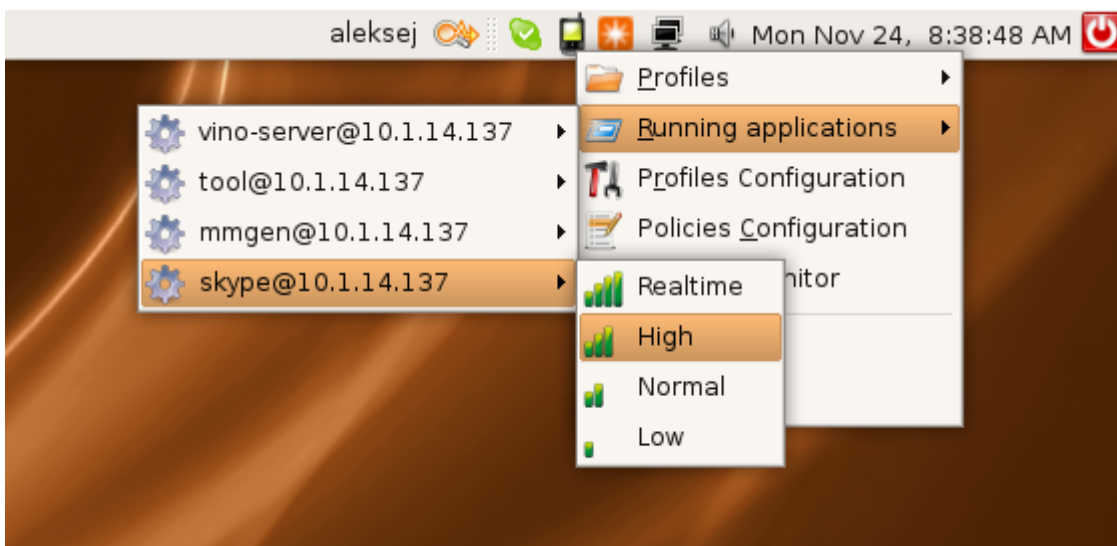 aleksej
Mon Nov 24, 8:38:48 AM
Profiles
Running applications
Profiles Configuration
Policies Configuration
vino-server@10.1.14.137
tool@10.1.14.137
mmgen@10.1.14.137
skype@10.1.14.137
Realtime
High
Normal
Low